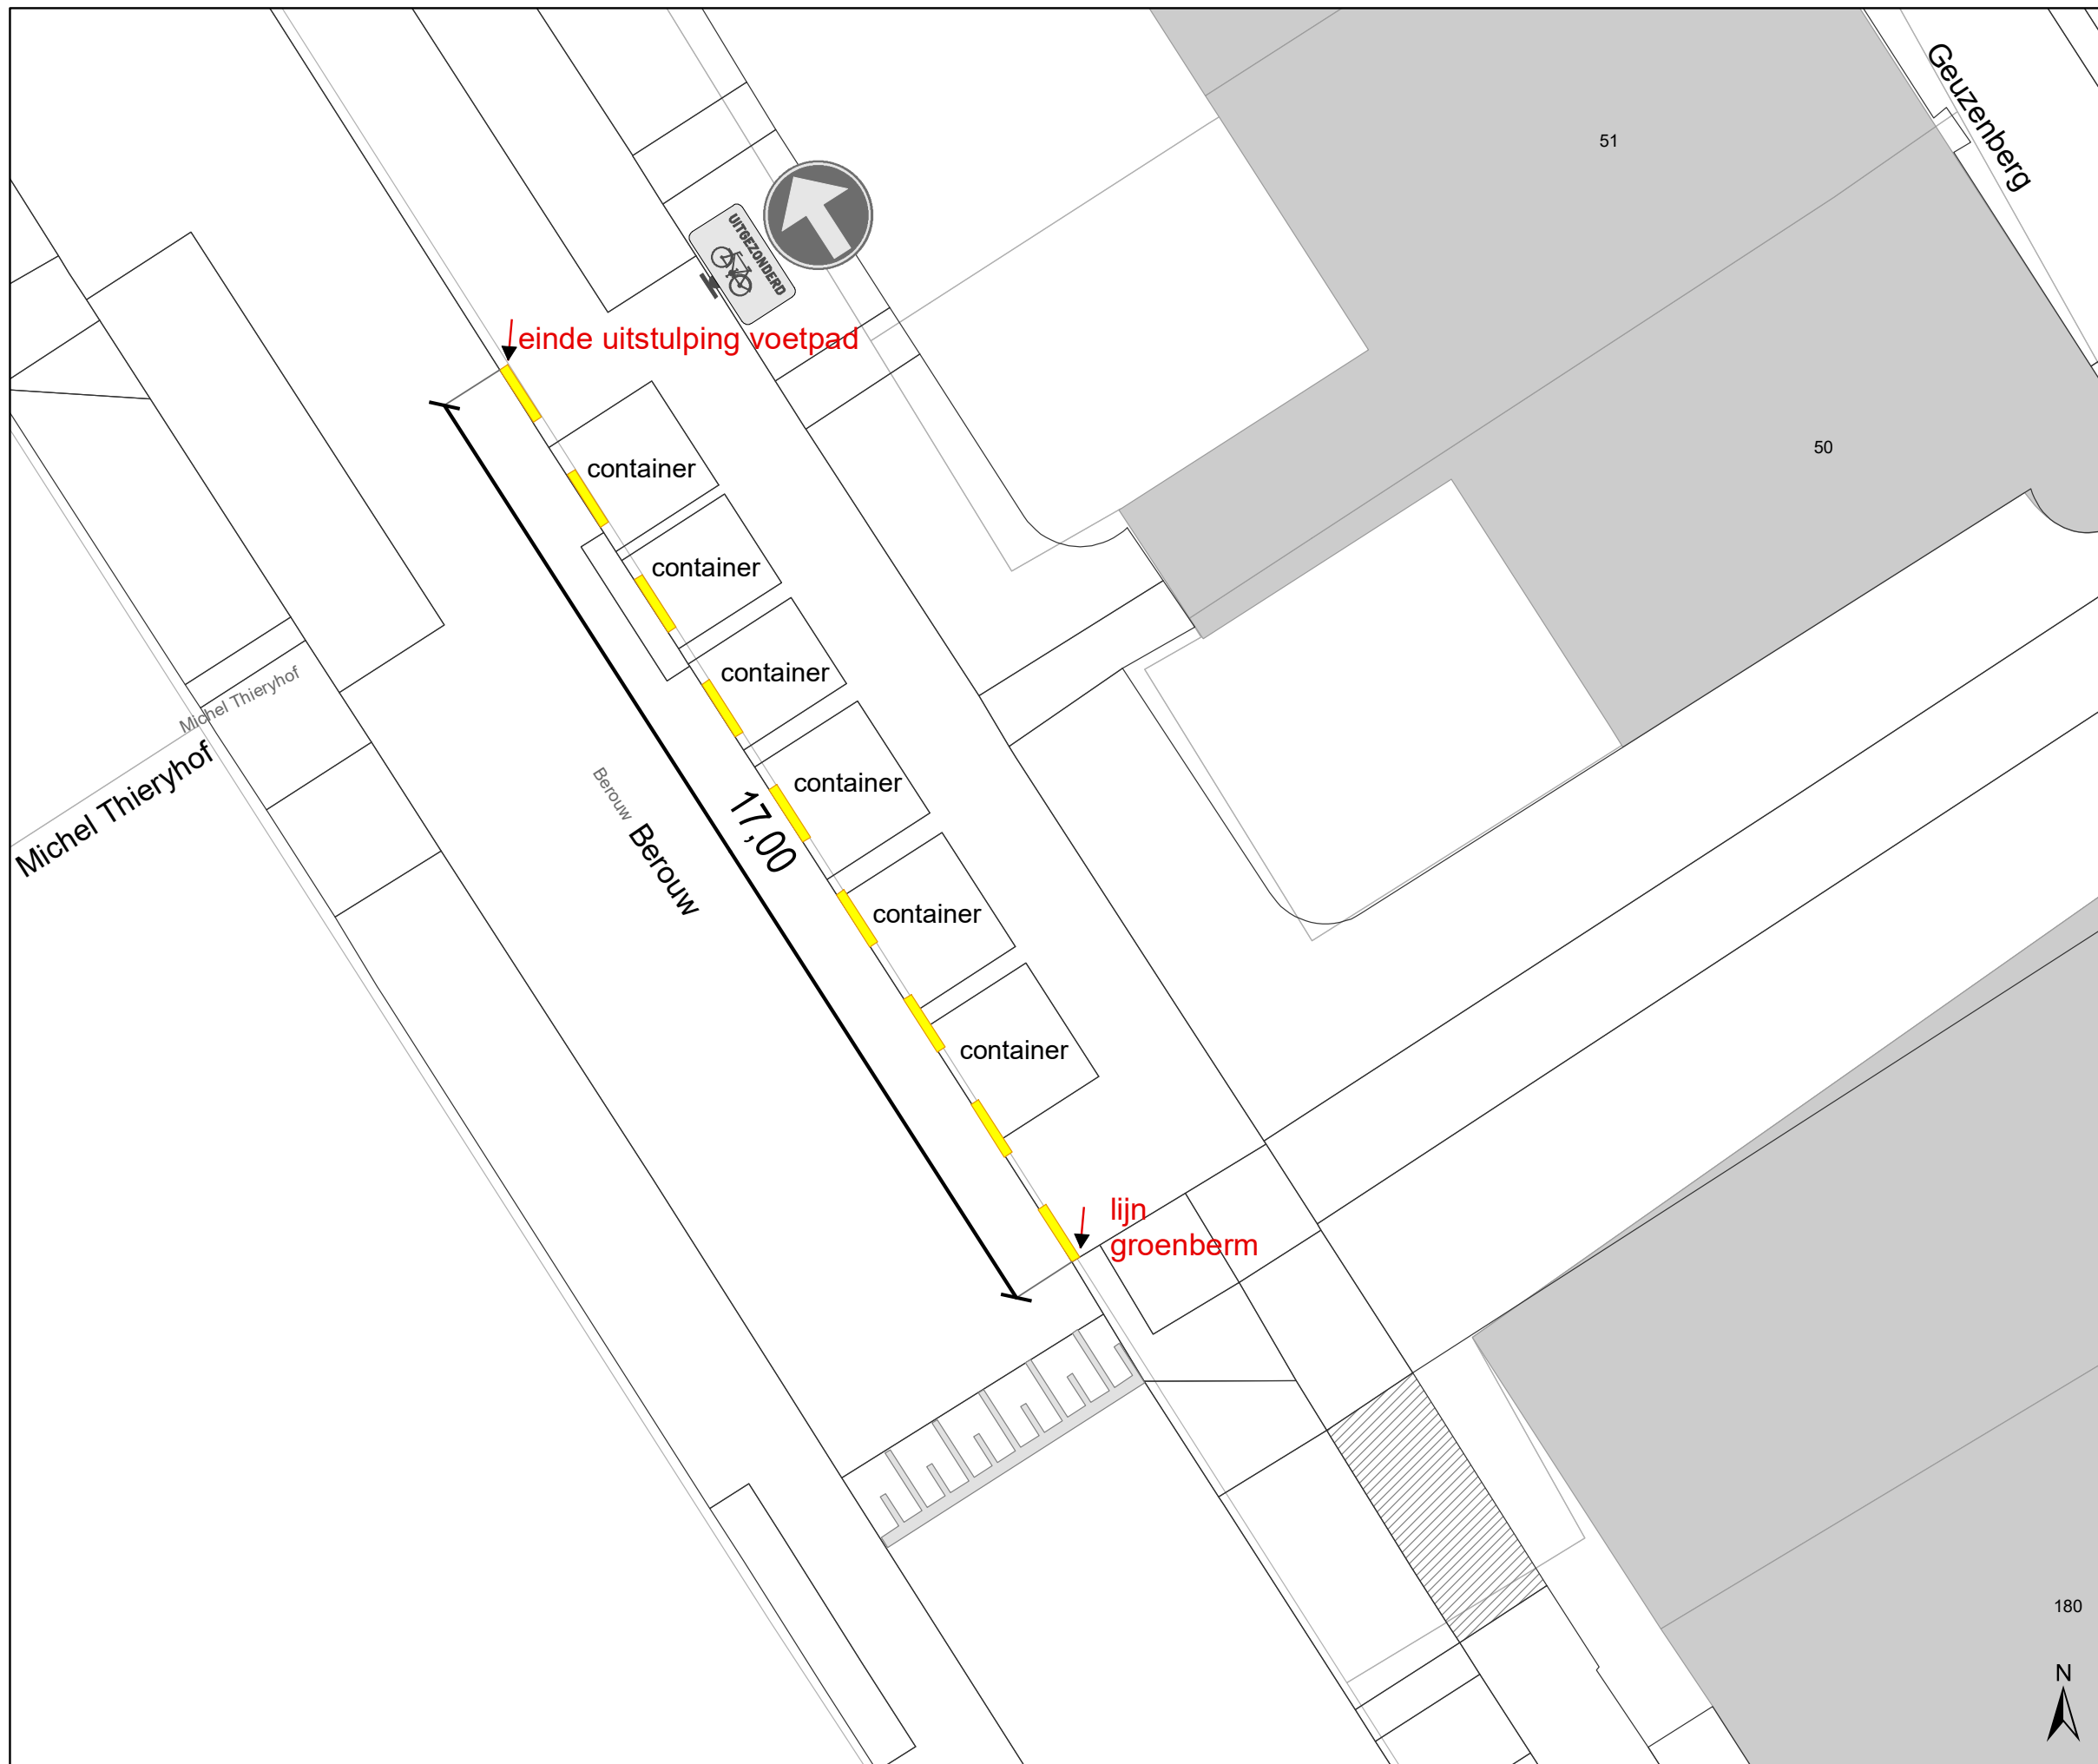 Geuzenberg
51
UITGEZONDERD
einde uitstulping voetpad
50
container
container
container
Michel Thieryhof
Michel Thieryhof
container
Berouw
Berouw
17,00
container
container
lijn
groenberm
180
N